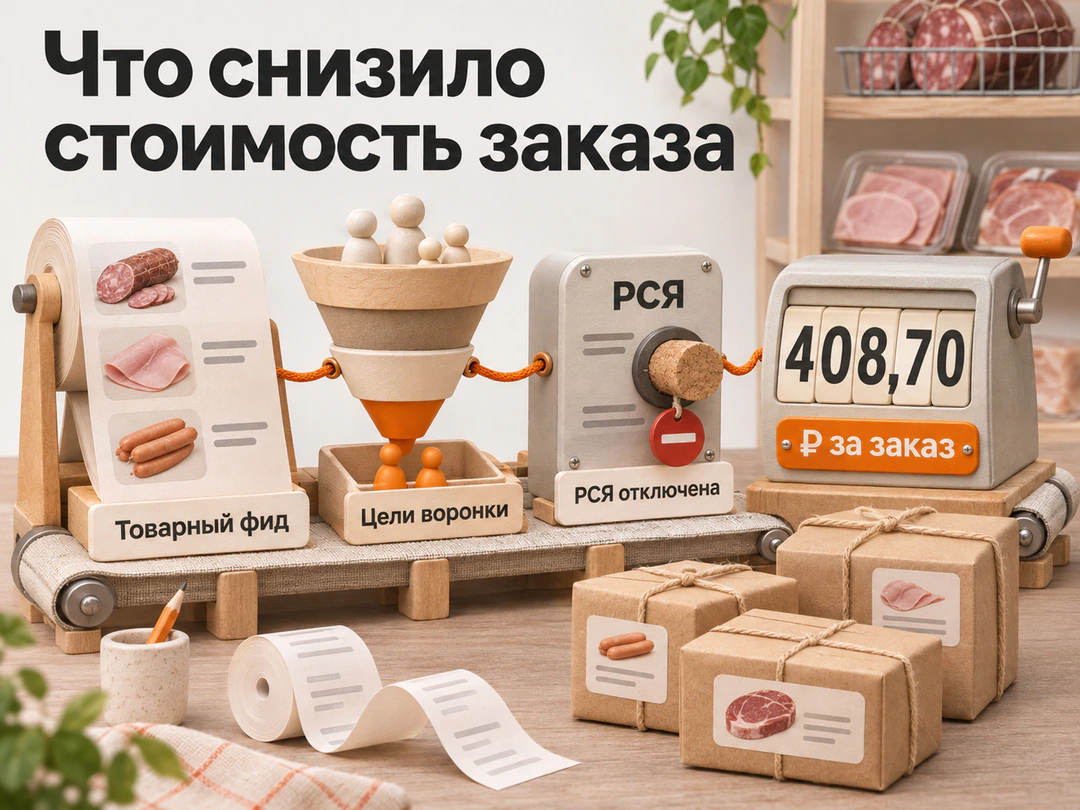 Что снизило
стоимость заказа
РСЯ
408,70
₽ за заказ
Товарный фид
Цели воронки
РСЯ отключена